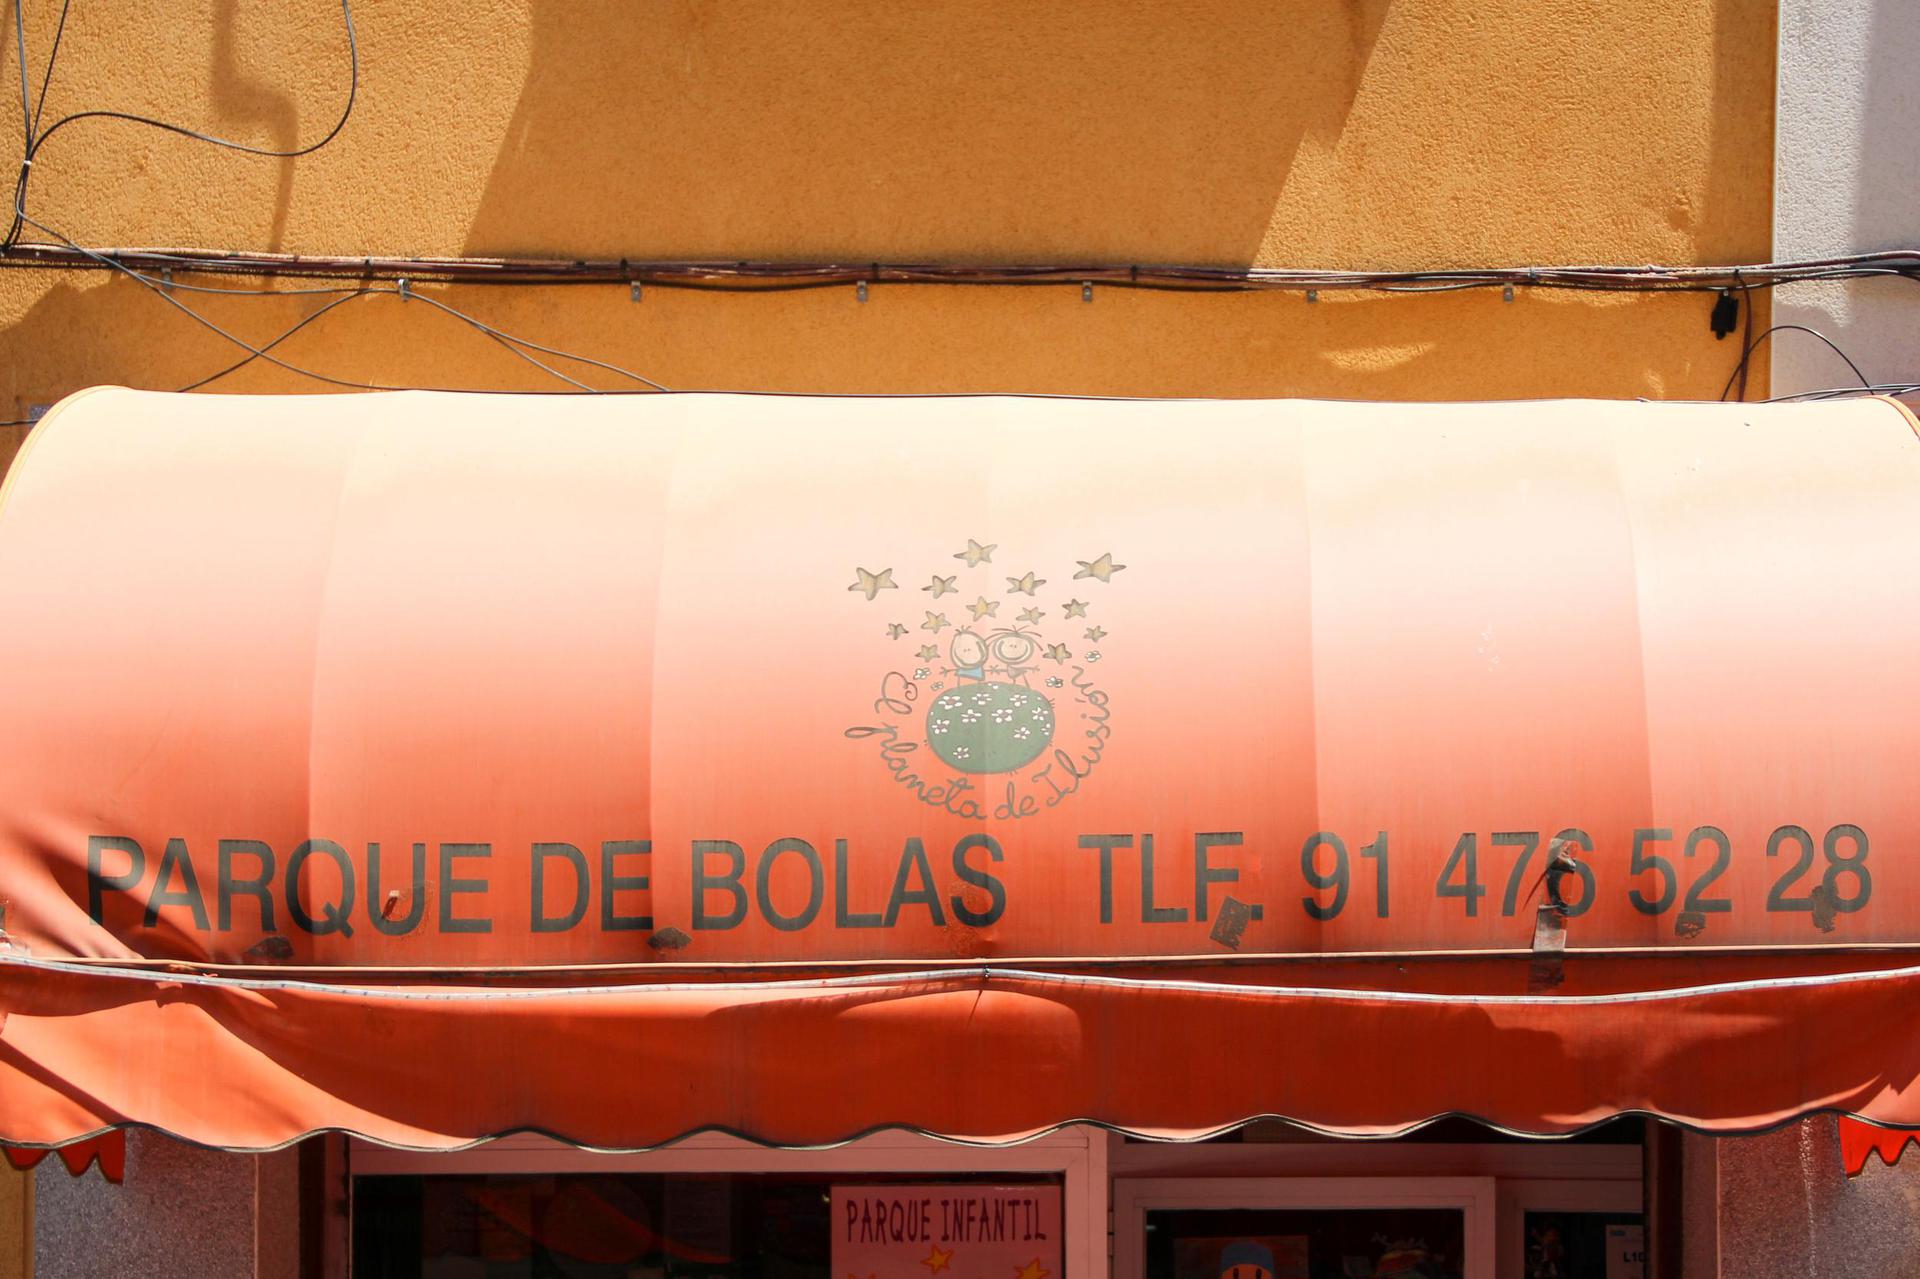 El planeta de Ilusión
PARQUE DE BOLAS TLF. 91 476 52 28
PARQUE INFANTIL